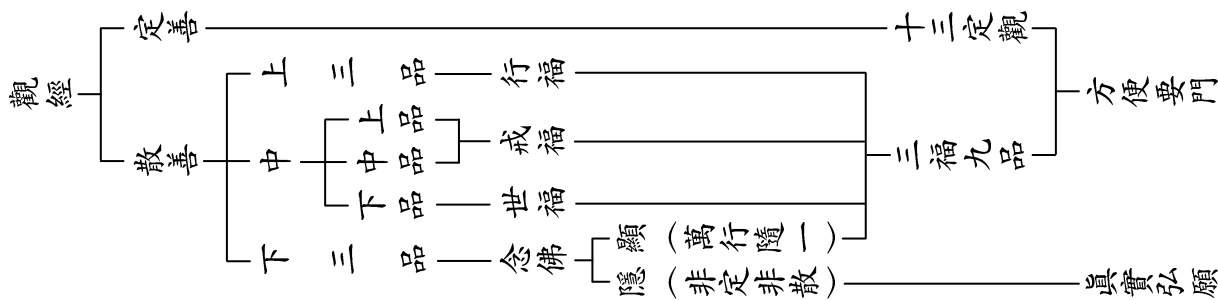 觀經
定善
十三定觀
方便要門
散善
上三品
行福
中
上品
中品
戒福
下品
世福
三福九品
下三品
念佛
顯（萬行隨一）
隱（非定非散）
眞實弘願